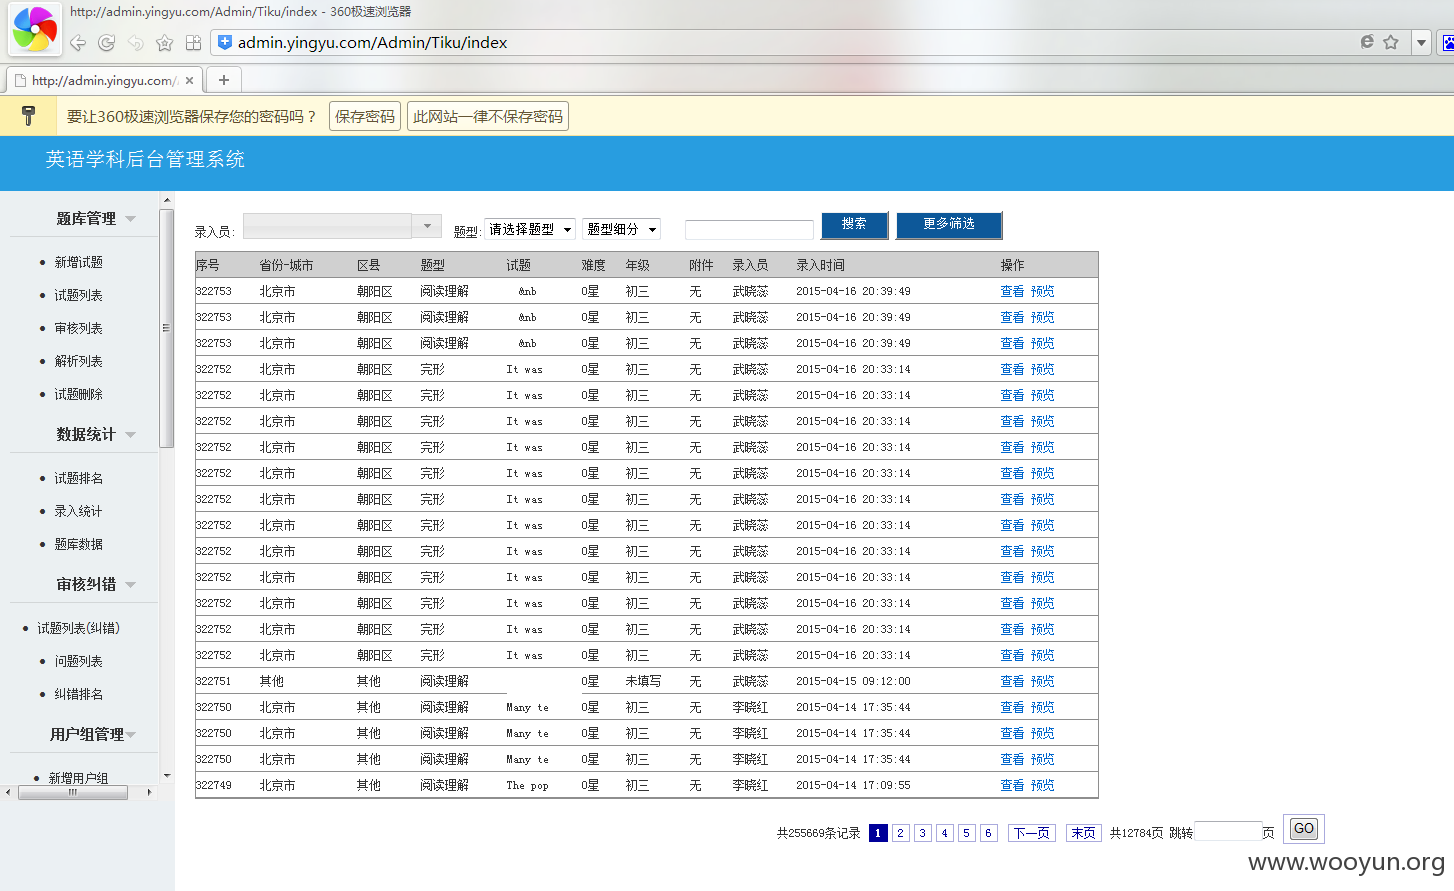 http://admin.yingyu.com/Admin/Tiku/index - 360极速浏览器
admin.yingyu.com/Admin/Tiku/index
http://admin.yingyu.com/
要让360极速浏览器保存您的密码吗？ 保存密码 此网站一律不保存密码
英语学科后台管理系统
题库管理
新增试题
试题列表
审核列表
解析列表
试题删除
数据统计
试题排名
录入统计
题库数据
审核纠错
试题列表(纠错)
问题列表
纠错排名
用户组管理
新增用户组
录入员: 题型: 请选择题型 题型细分 搜索 更多筛选
序号 省份-城市 区县 题型 试题 难度 年级 附件 录入员 录入时间 操作
322753 北京市 朝阳区 阅读理解 &nb 0星 初三 无 武晓蕊 2015-04-16 20:39:49 查看 预览
322753 北京市 朝阳区 阅读理解 &nb 0星 初三 无 武晓蕊 2015-04-16 20:39:49 查看 预览
322753 北京市 朝阳区 阅读理解 &nb 0星 初三 无 武晓蕊 2015-04-16 20:39:49 查看 预览
322752 北京市 朝阳区 完形 It was 0星 初三 无 武晓蕊 2015-04-16 20:33:14 查看 预览
322752 北京市 朝阳区 完形 It was 0星 初三 无 武晓蕊 2015-04-16 20:33:14 查看 预览
322752 北京市 朝阳区 完形 It was 0星 初三 无 武晓蕊 2015-04-16 20:33:14 查看 预览
322752 北京市 朝阳区 完形 It was 0星 初三 无 武晓蕊 2015-04-16 20:33:14 查看 预览
322752 北京市 朝阳区 完形 It was 0星 初三 无 武晓蕊 2015-04-16 20:33:14 查看 预览
322752 北京市 朝阳区 完形 It was 0星 初三 无 武晓蕊 2015-04-16 20:33:14 查看 预览
322752 北京市 朝阳区 完形 It was 0星 初三 无 武晓蕊 2015-04-16 20:33:14 查看 预览
322752 北京市 朝阳区 完形 It was 0星 初三 无 武晓蕊 2015-04-16 20:33:14 查看 预览
322752 北京市 朝阳区 完形 It was 0星 初三 无 武晓蕊 2015-04-16 20:33:14 查看 预览
322752 北京市 朝阳区 完形 It was 0星 初三 无 武晓蕊 2015-04-16 20:33:14 查看 预览
322752 北京市 朝阳区 完形 It was 0星 初三 无 武晓蕊 2015-04-16 20:33:14 查看 预览
322752 北京市 朝阳区 完形 It was 0星 初三 无 武晓蕊 2015-04-16 20:33:14 查看 预览
322751 其他 其他 阅读理解 0星 未填写 无 武晓蕊 2015-04-15 09:12:00 查看 预览
322750 北京市 其他 阅读理解 Many te 0星 初三 无 李晓红 2015-04-14 17:35:44 查看 预览
322750 北京市 其他 阅读理解 Many te 0星 初三 无 李晓红 2015-04-14 17:35:44 查看 预览
322750 北京市 其他 阅读理解 Many te 0星 初三 无 李晓红 2015-04-14 17:35:44 查看 预览
322749 北京市 其他 阅读理解 The pop 0星 初三 无 李晓红 2015-04-14 17:09:55 查看 预览
共255669条记录 1 2 3 4 5 6 下一页 末页 共12784页 跳转 页 GO
www.wooyun.org